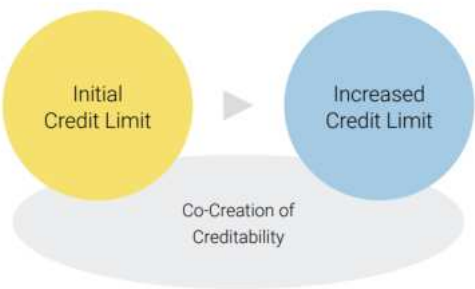 Initial
Credit Limit
Increased
Credit Limit
Co-Creation of
Creditability